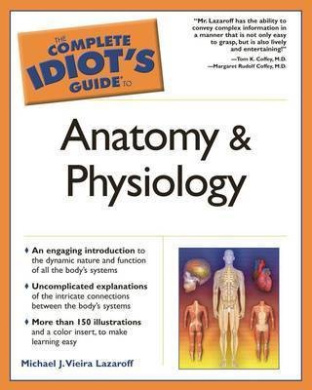 THE
COMPLETE
IDIOT'S
GUIDE TO
"Mr. Lazaroff has the ability to
convey complex information in
a manner that is not only easy
to grasp, but is also lively
and entertaining!"
—Tom K. Coffey, M.D.
—Margaret Rudolf Coffey, M.D.
Anatomy &
Physiology
An engaging introduction to
the dynamic nature and function
of all the body's systems
Uncomplicated explanations
of the intricate connections
between the body's systems
More than 150 illustrations
and a color insert, to make
learning easy
Michael J. Vieira Lazaroff